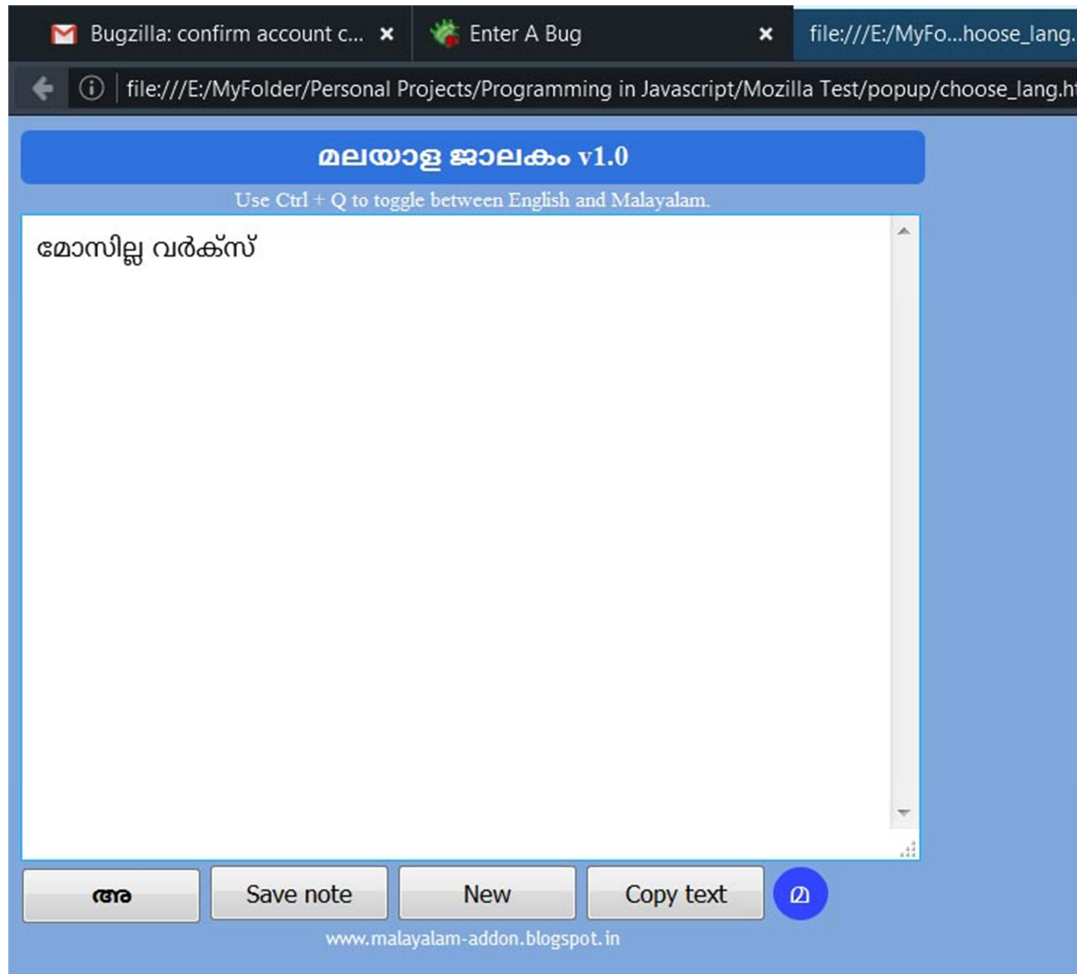 Bugzilla: confirm account c...
Enter A Bug
file:///E:/MyFo...hoose_lang.
file:///E:/MyFolder/Personal Projects/Programming in Javascript/Mozilla Test/popup/choose_lang.ht
മലയാള ജാലകം v1.0
Use Ctrl + Q to toggle between English and Malayalam.
മോസില്ല വർക്സ്
അ
Save note
New
Copy text
മ
www.malayalam-addon.blogspot.in